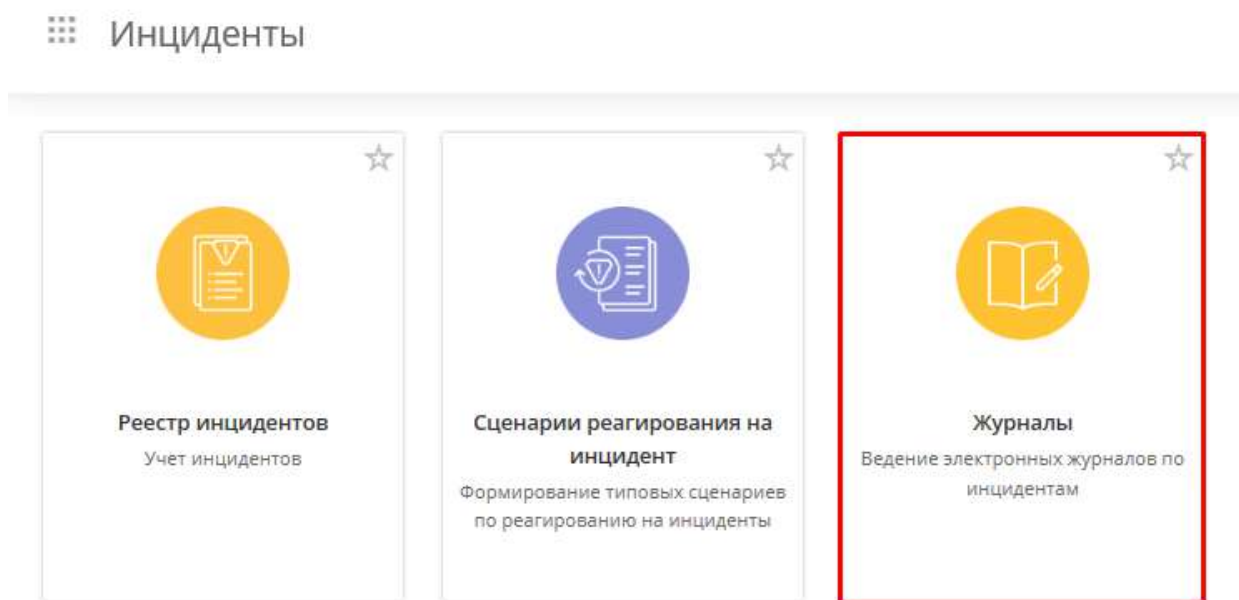 Инциденты
Реестр инцидентов
Учет инцидентов
Сценарии реагирования на
инцидент
Формирование типовых сценариев
по реагированию на инциденты
Журналы
Ведение электронных журналов по
инцидентам